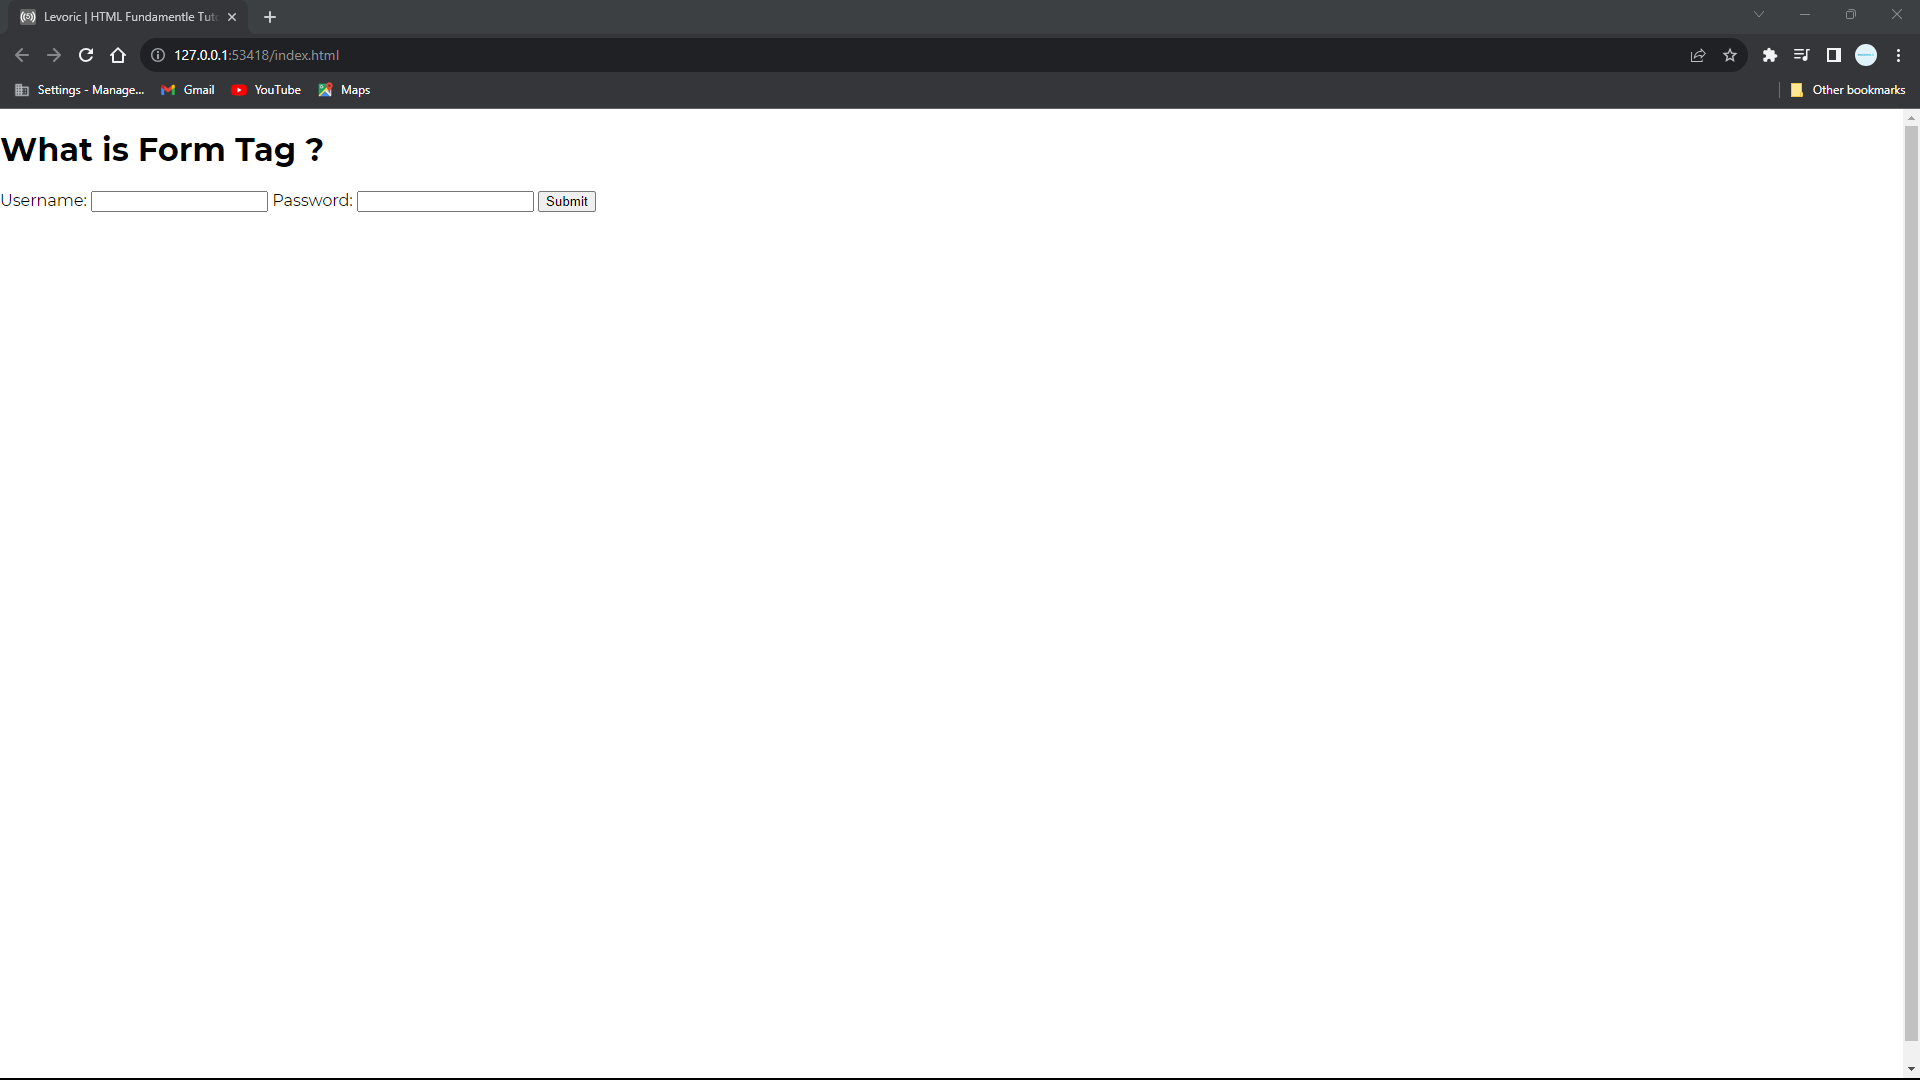 Levoric | HTML Fundamentle Tut
127.0.0.1:53418/index.html
Settings - Manage... Gmail YouTube Maps Other bookmarks
What is Form Tag ?
Username: Password: Submit